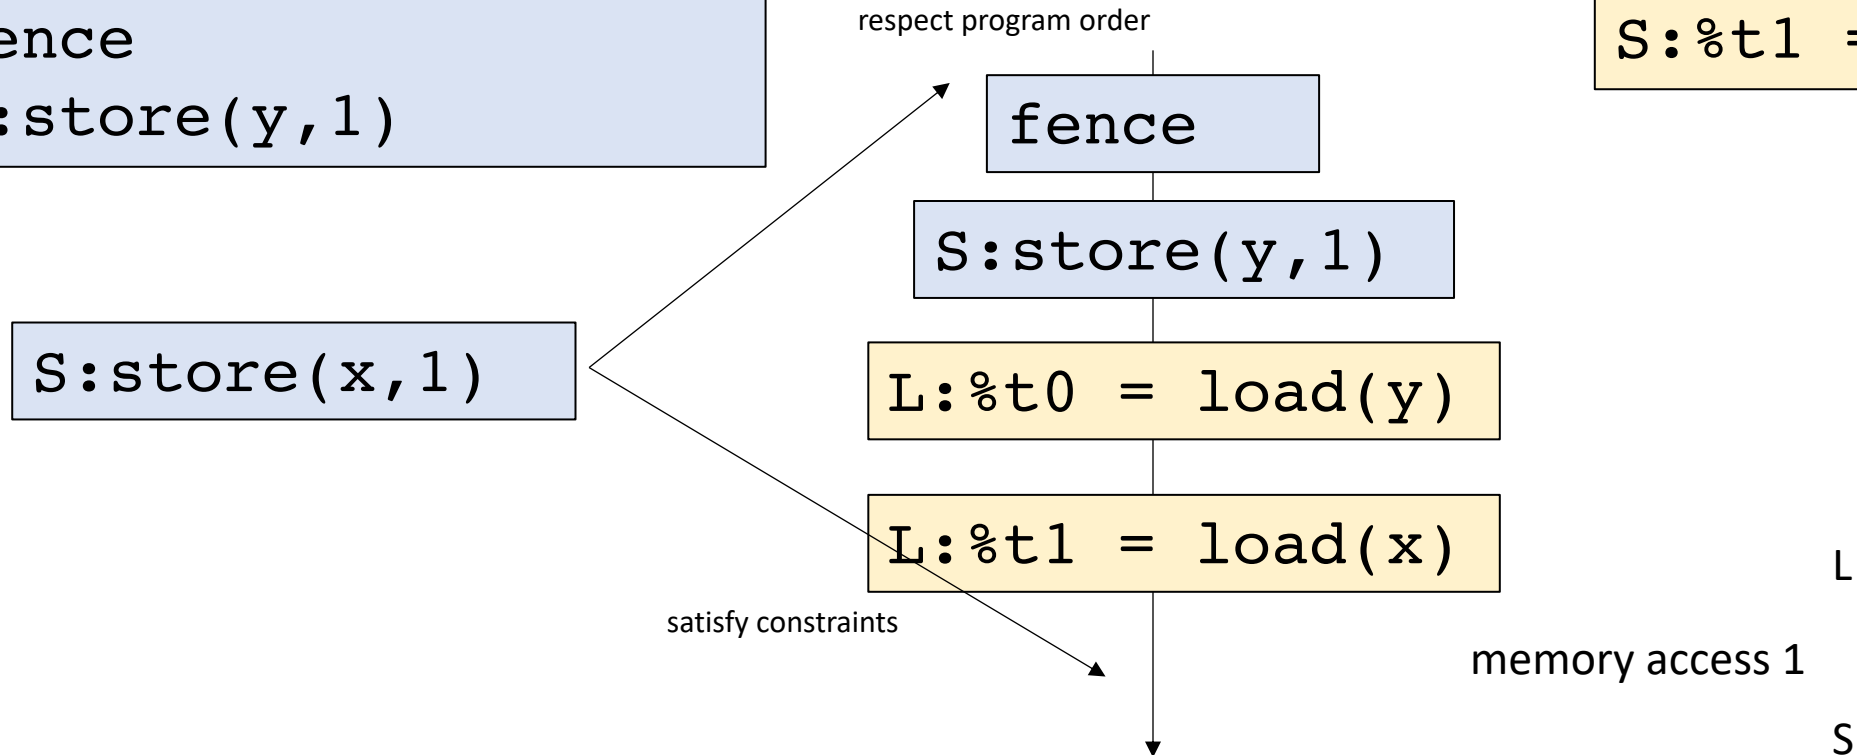 ence
:store(y,1)
respect program order
S:%t1 =
fence
S:store(y,1)
S:store(x,1)
L:%t0 = load(y)
L:%t1 = load(x)
L
satisfy constraints
memory access 1
S